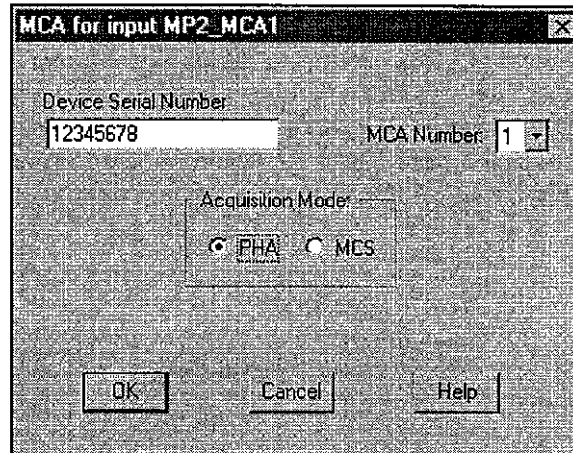 MCA for input MP2_MCA1
Device Serial Number
12345678
MCA Number: 1
Acquisition Mode
PHA MCS
OK Cancel Help